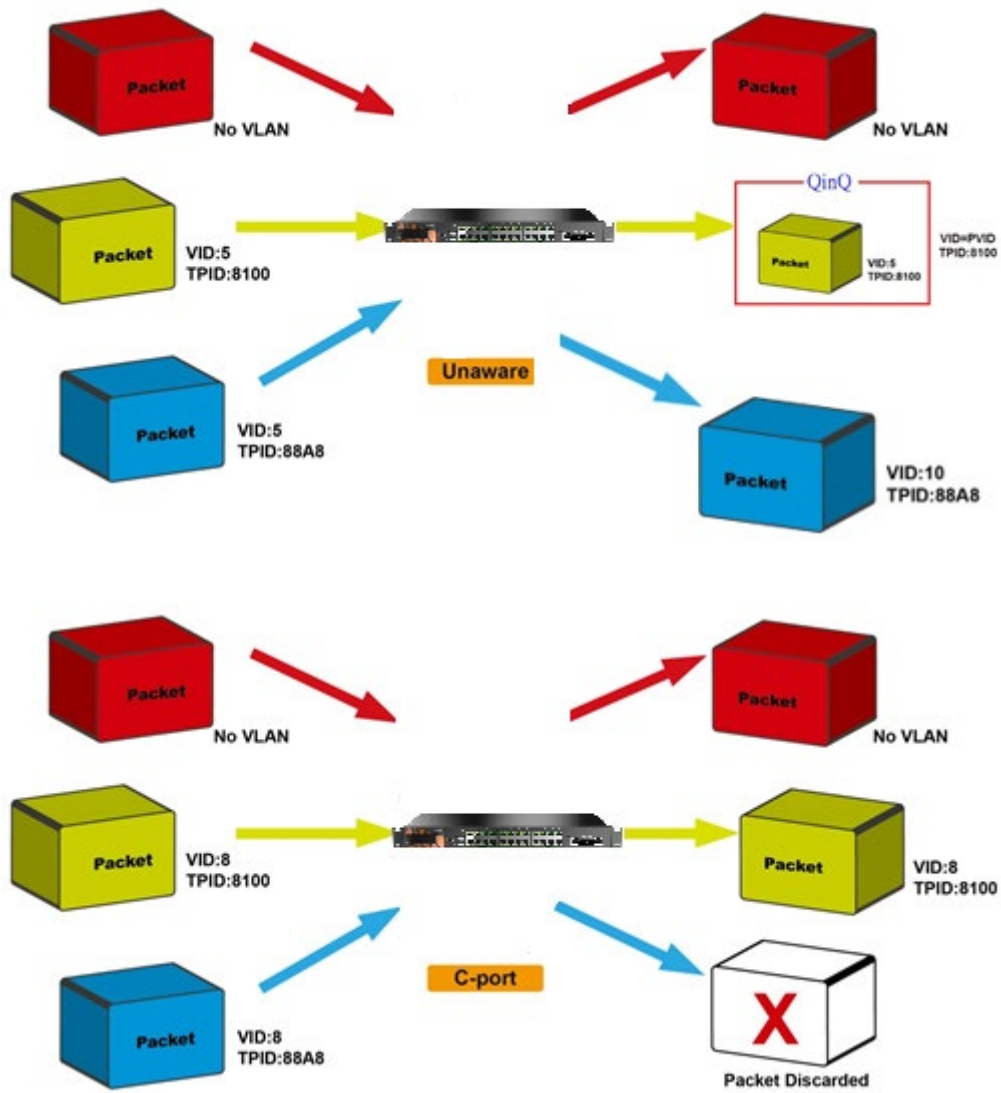 Packet
No VLAN
Packet
No VLAN
Packet
VID:5
TPID:8100
QinQ
Packet
VID:5
TPID:8100
VID=PVID
TPID:8100
Packet
VID:5
TPID:88A8
Unaware
Packet
VID:10
TPID:88A8
Packet
No VLAN
Packet
No VLAN
Packet
VID:8
TPID:8100
Packet
VID:8
TPID:8100
Packet
VID:8
TPID:88A8
C-port
X
Packet Discarded